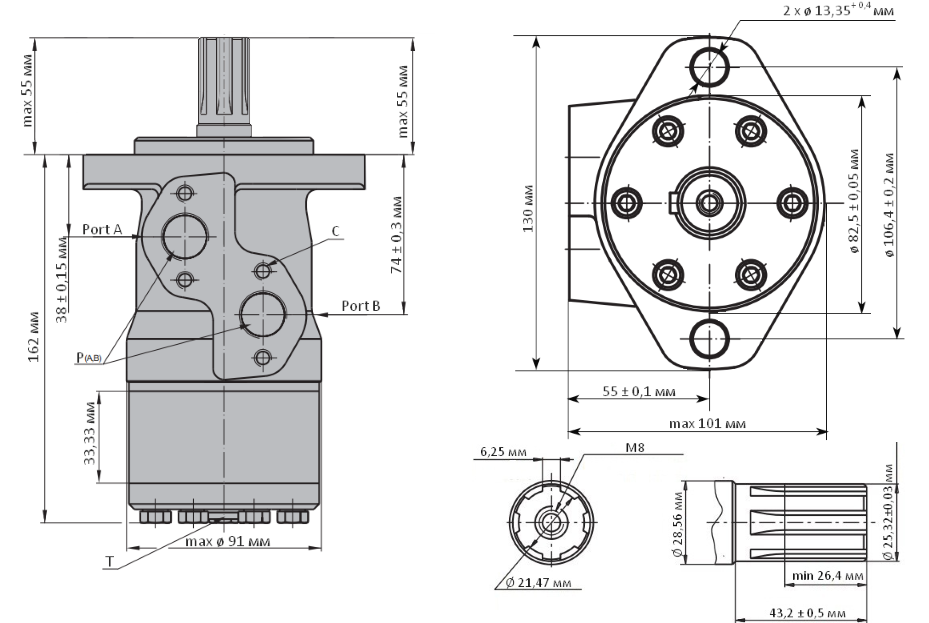 2 x ø 13,35+0,4 мм
max 55 мм
max 55 мм
130 мм
Port A
C
38 ± 0,15 мм
74 ± 0,3 мм
ø 82,5 ± 0,05 мм
ø 106,4 ± 0,2 мм
Port B
162 мм
P(A,B)
33,33 мм
55 ± 0,1 мм
max 101 мм
6,25 мм
M8
max ø 91 мм
T
Ø 28,56 мм
Ø 25,32±0,03 мм
Ø 21,47 мм
min 26,4 мм
43,2 ± 0,5 мм